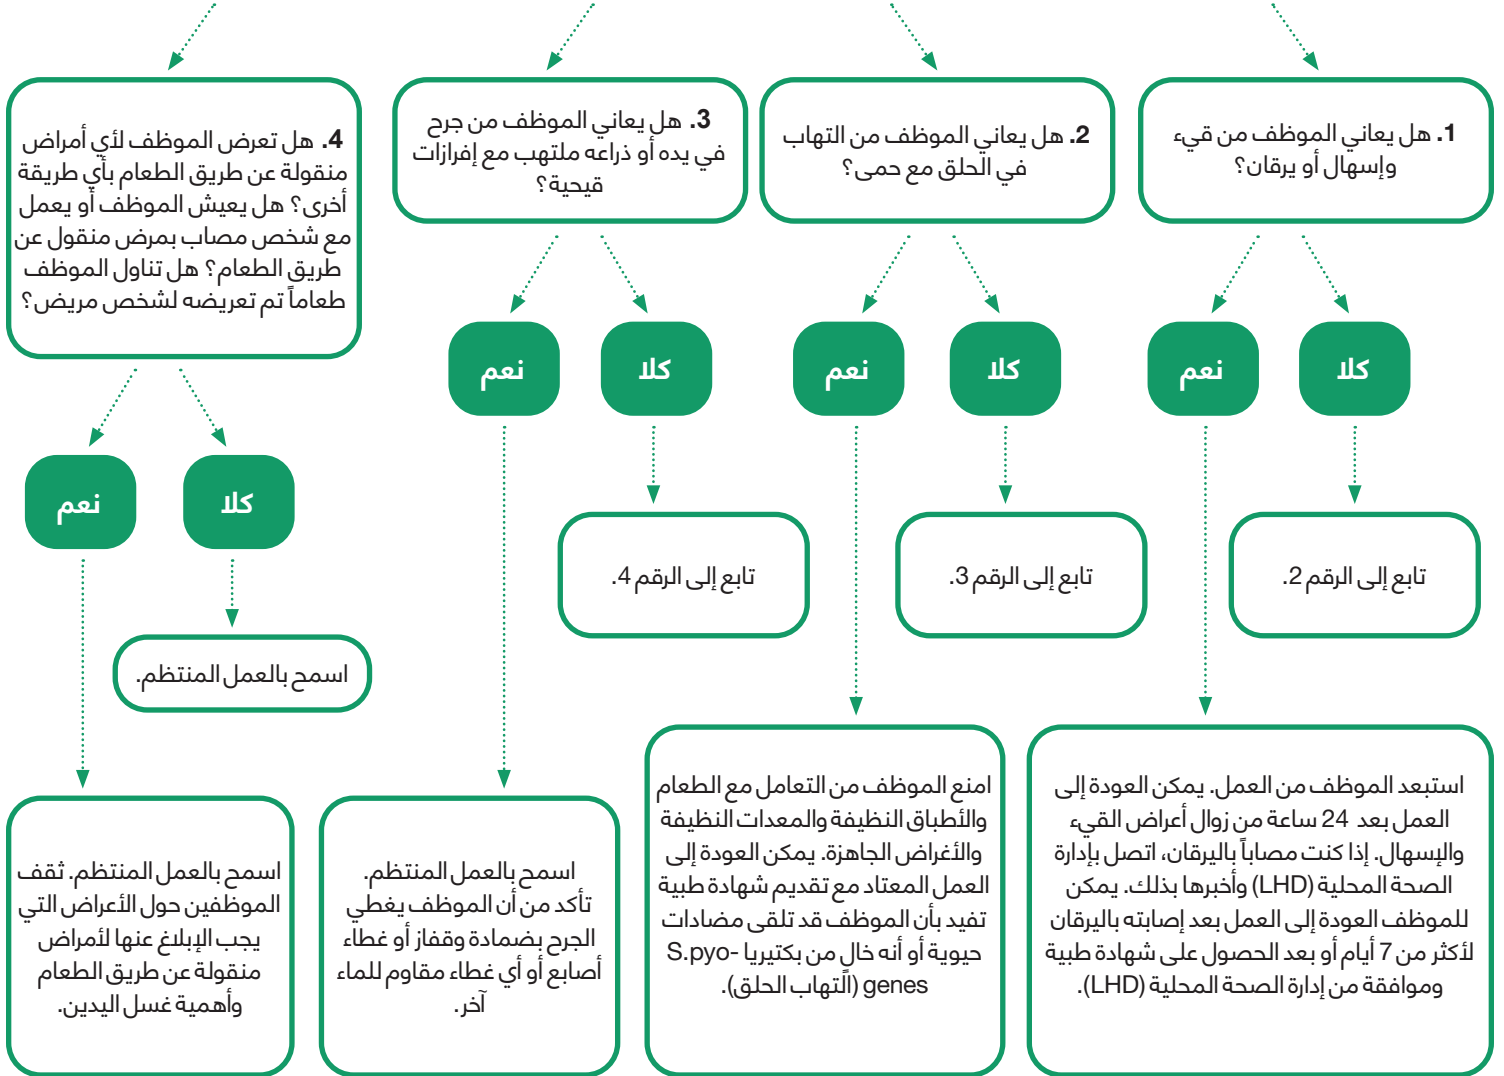 1. هل يعاني الموظف من قيء
وإسهال أو يرقان؟
2. هل يعاني الموظف من التهاب
في الحلق مع حمى؟
3. هل يعاني الموظف من جرح
في يده أو ذراعه ملتهب مع إفرازات
قيحية؟
4. هل تعرض الموظف لأي أمراض
منقولة عن طريق الطعام بأي طريقة
أخرى؟ هل يعيش الموظف أو يعمل
مع شخص مصاب بمرض منقول عن
طريق الطعام؟ هل تناول الموظف
طعاماً تم تعريضه لشخص مريض؟
كلا
نعم
كلا
نعم
كلا
نعم
كلا
نعم
تابع إلى الرقم 2.
تابع إلى الرقم 3.
تابع إلى الرقم 4.
اسمح بالعمل المنتظم.
استبعد الموظف من العمل. يمكن العودة إلى
العمل بعد 24 ساعة من زوال أعراض القيء
والإسهال. إذا كنت مصاباً باليرقان، اتصل بإدارة
الصحة المحلية (LHD) وأخبرها بذلك. يمكن
للموظف العودة إلى العمل بعد إصابته باليرقان
لأكثر من 7 أيام أو بعد الحصول على شهادة طبية
وموافقة من إدارة الصحة المحلية (LHD).
امنع الموظف من التعامل مع الطعام
والأطباق النظيفة والمعدات النظيفة
والأغراض الجاهزة. يمكن العودة إلى
العمل المعتاد مع تقديم شهادة طبية
تفيد بأن الموظف قد تلقى مضادات
حيوية أو أنه خالٍ من بكتيريا S.pyo-
genes (التهاب الحلق).
اسمح بالعمل المنتظم.
تأكد من أن الموظف يغطي
الجرح بضمادة وقفاز أو غطاء
أصابع أو أي غطاء مقاوم للماء
آخر.
اسمح بالعمل المنتظم. ثقف
الموظفين حول الأعراض التي
يجب الإبلاغ عنها لأمراض
منقولة عن طريق الطعام
وأهمية غسل اليدين.